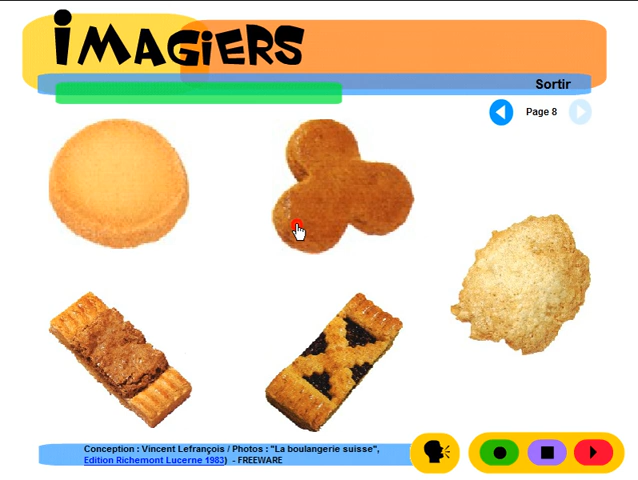 iMAGiERS
Sortir
Page 8
Conception : Vincent Lefrançois / Photos : "La boulangerie suisse",
Edition Richemont Lucerne 1983) - FREEWARE